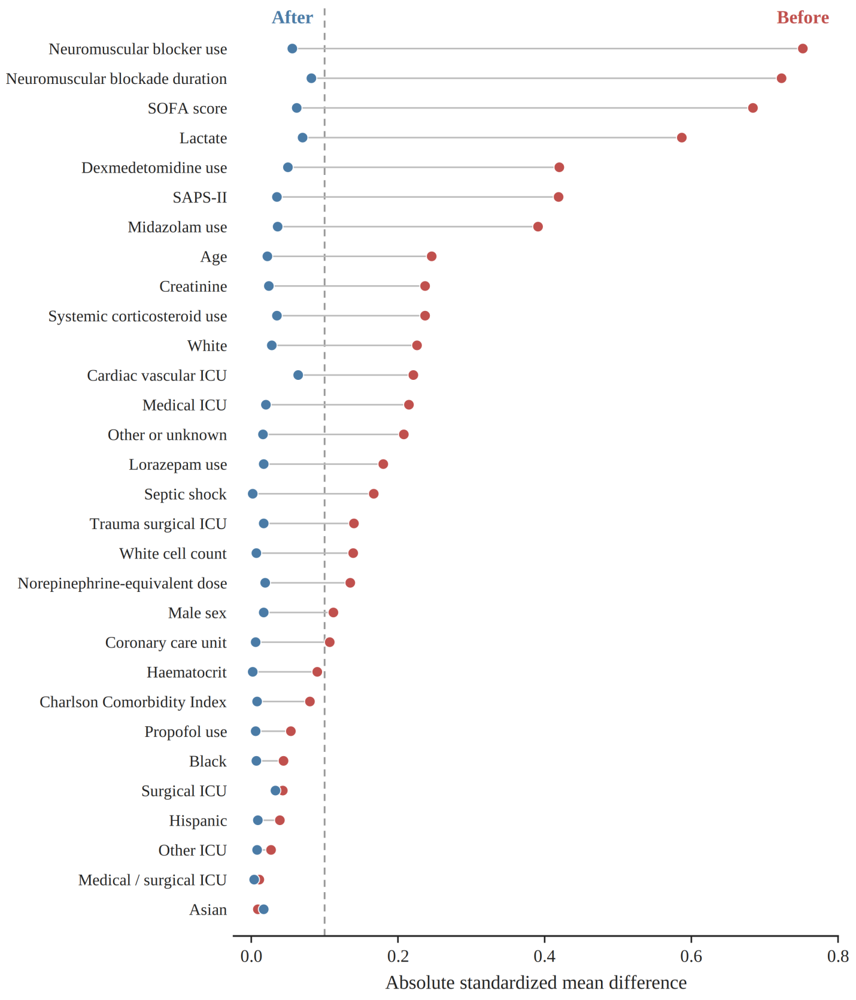 After Before
Neuromuscular blocker use
Neuromuscular blockade duration
SOFA score
Lactate
Dexmedetomidine use
SAPS-II
Midazolam use
Age
Creatinine
Systemic corticosteroid use
White
Cardiac vascular ICU
Medical ICU
Other or unknown
Lorazepam use
Septic shock
Trauma surgical ICU
White cell count
Norepinephrine-equivalent dose
Male sex
Coronary care unit
Haematocrit
Charlson Comorbidity Index
Propofol use
Black
Surgical ICU
Hispanic
Other ICU
Medical / surgical ICU
Asian
0.0 0.2 0.4 0.6 0.8
Absolute standardized mean difference